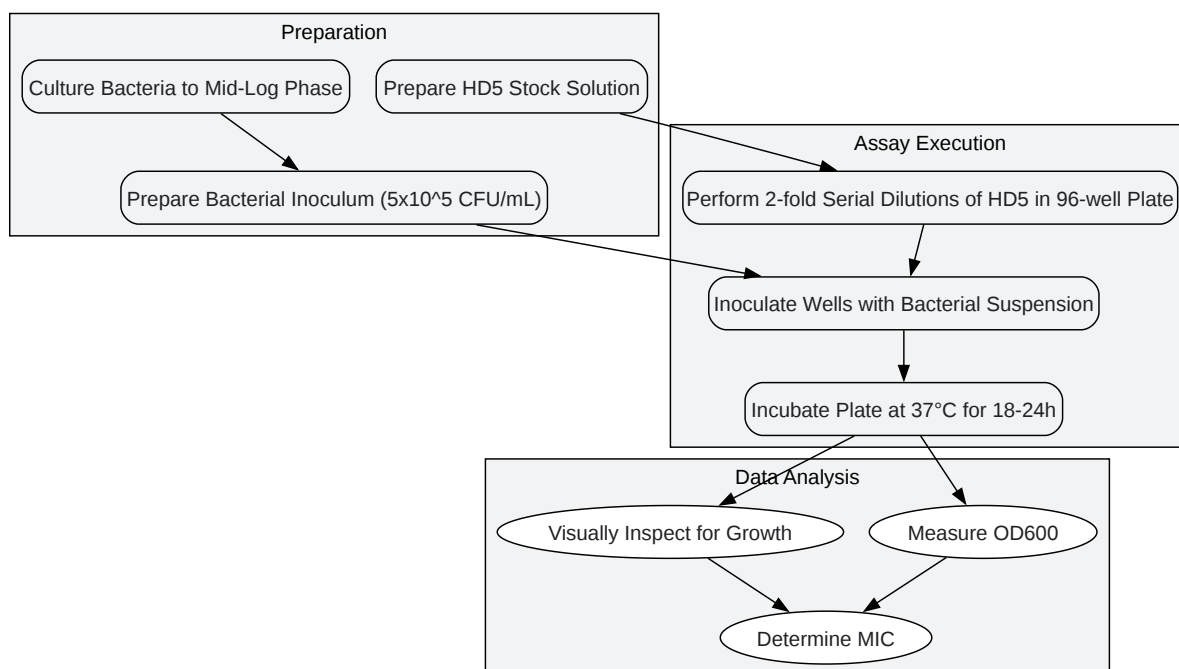 Preparation
Culture Bacteria to Mid-Log Phase
Prepare HD5 Stock Solution
Prepare Bacterial Inoculum (5x10^5 CFU/mL)
Assay Execution
Perform 2-fold Serial Dilutions of HD5 in 96-well Plate
Inoculate Wells with Bacterial Suspension
Incubate Plate at 37°C for 18-24h
Data Analysis
Visually Inspect for Growth
Measure OD600
Determine MIC